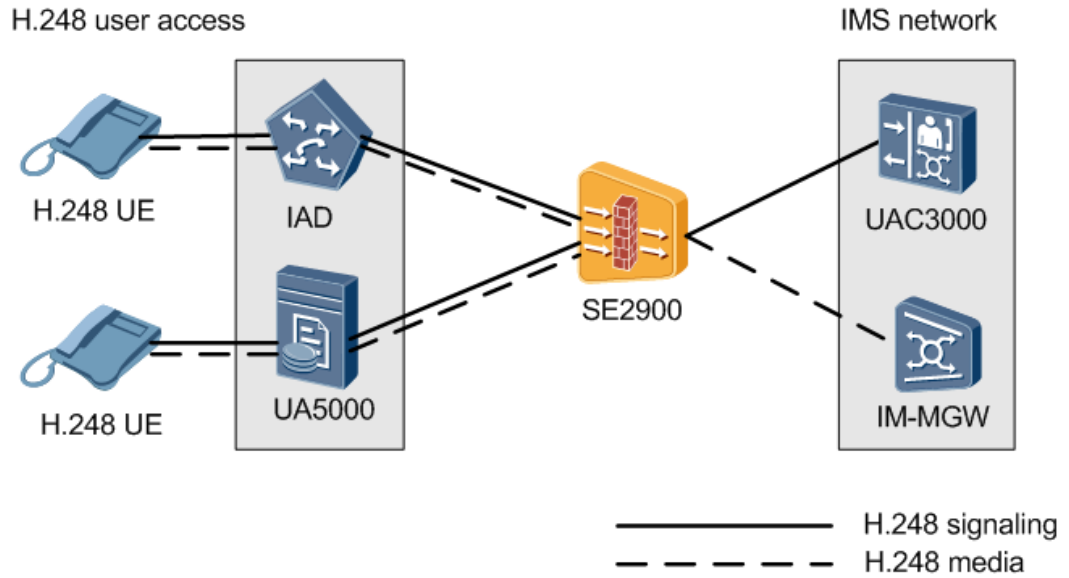 H.248 user access
IMS network
H.248 UE
IAD
UAC3000
SE2900
H.248 UE
UA5000
IM-MGW
H.248 signaling
H.248 media